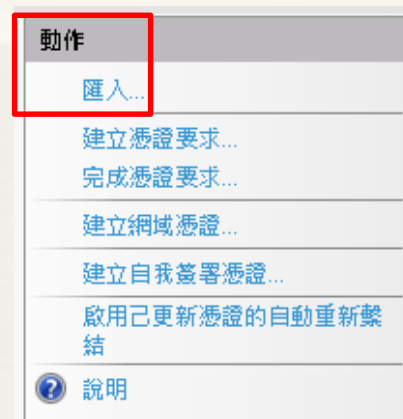 動作
匯入...
建立憑證要求...
完成憑證要求...
建立網域憑證...
建立自我簽署憑證...
啟用已更新憑證的自動重新繫
結
說明